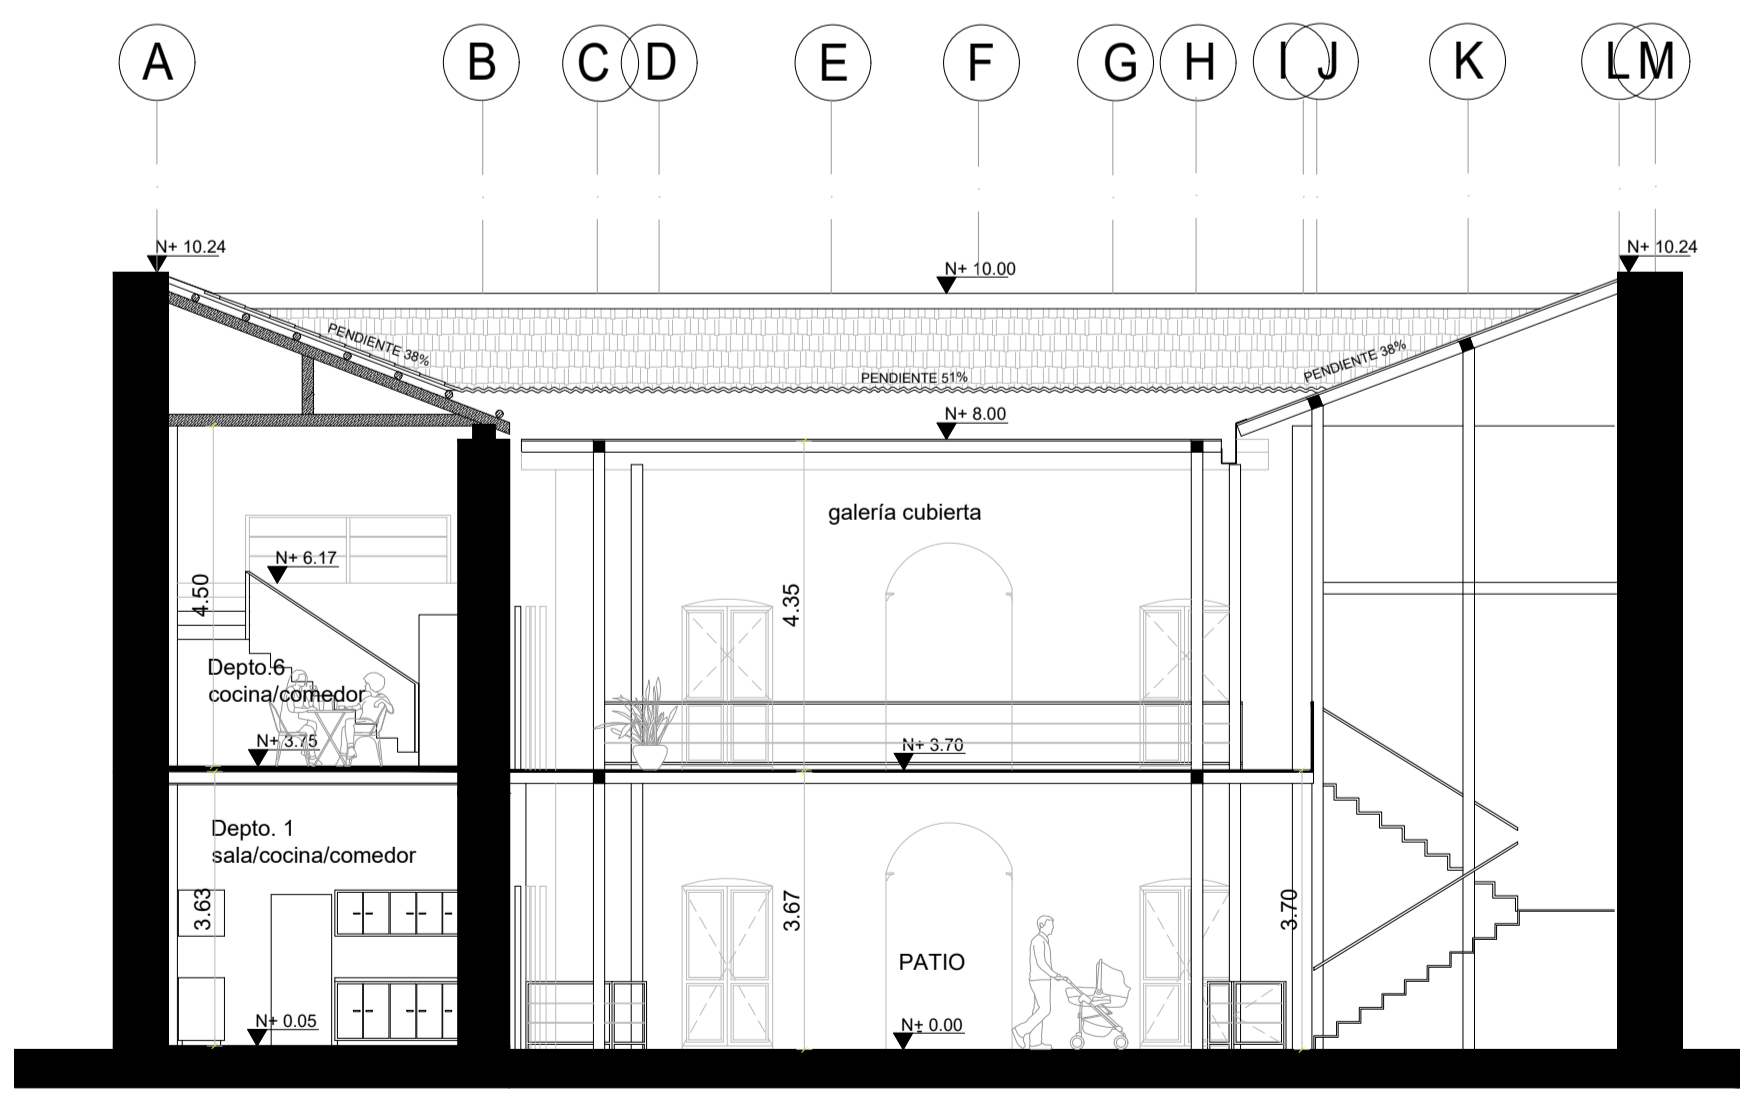 A B C D E F G H I J K L M
N+ 10.24
N+ 10.24
N+ 10.00
PENDIENTE 38%
PENDIENTE 38%
PENDIENTE 51%
N+ 8.00
galería cubierta
N+ 6.17
4.50
4.35
Depto.6
cocina/comedor
N+ 3.75
N+ 3.70
Depto. 1
sala/cocina/comedor
3.63
3.67
3.70
PATIO
N+ 0.05
N± 0.00